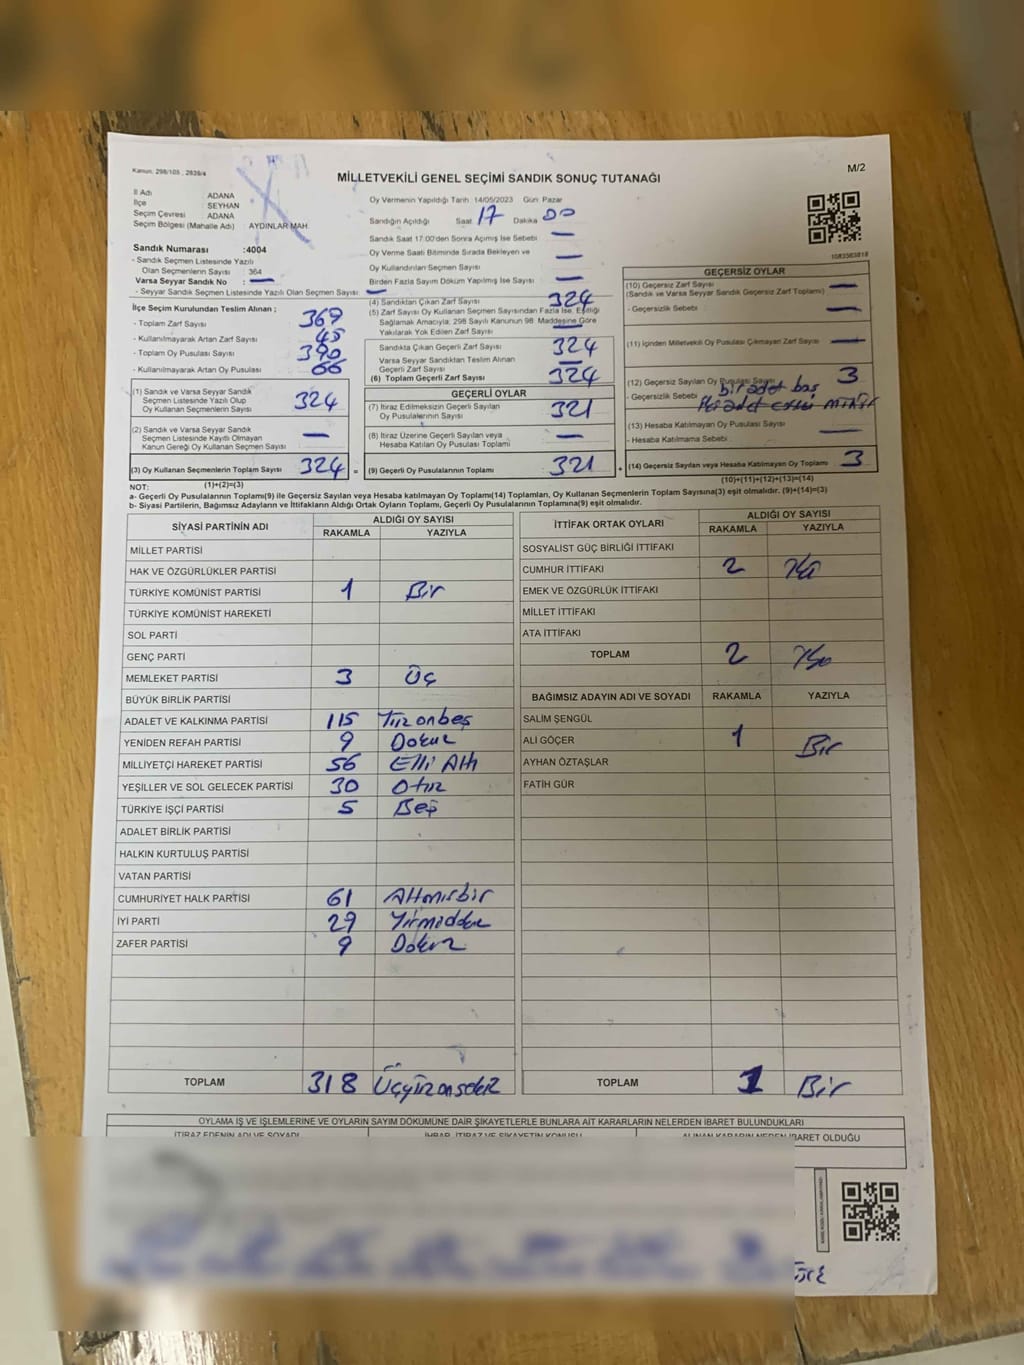 Kanun: 298/105 , 2839/4
M/2
MİLLETVEKİLİ GENEL SEÇİMİ SANDIK SONUÇ TUTANAĞI
İl Adı ADANA
İlçe SEYHAN
Seçim Çevresi ADANA
Seçim Bölgesi (Mahalle Adı) AYDINLAR MAH.
Sandık Numarası :4004
- Sandık Seçmen Listesinde Yazılı
Olan Seçmenlerin Sayısı 364
Varsa Seyyar Sandık No : —
- Seyyar Sandık Seçmen Listesinde Yazılı Olan Seçmen Sayısı : —
Oy Vermenin Yapıldığı Tarih :14/05/2023 Gün: Pazar
Sandığın Açıldığı Saat 17 Dakika 00
Sandık Saat 17:00'den Sonra Açımış İse Sebebi —
Oy Verme Saati Bitiminde Sırada Bekleyen ve
Oy Kullandırılan Seçmen Sayısı —
Birden Fazla Sayım Döküm Yapılmış İse Sayısı —
1083583818
İlçe Seçim Kurulundan Teslim Alınan ;
- Toplam Zarf Sayısı 369
- Kullanılmayarak Artan Zarf Sayısı 45
- Toplam Oy Pusulası Sayısı 390
- Kullanılmayarak Artan Oy Pusulası 66
(4) Sandıktan Çıkan Zarf Sayısı 324
(5) Zarf Sayısı Oy Kullanan Seçmen Sayısından Fazla İse, Eşitliği
Sağlamak Amacıyla, 298 Sayılı Kanunun 98. Maddesine Göre
Yakılarak Yok Edilen Zarf Sayısı —
Sandıkta Çıkan Geçerli Zarf Sayısı 324
Varsa Seyyar Sandıktan Teslim Alınan
Geçerli Zarf Sayısı —
(6) Toplam Geçerli Zarf Sayısı 324
(1) Sandık ve Varsa Seyyar Sandık
Seçmen Listesinde Yazılı Olup
Oy Kullanan Seçmenlerin Sayısı 324
(2) Sandık ve Varsa Seyyar Sandık
Seçmen Listesinde Kayıtlı Olmayan
Kanun Gereği Oy Kullanan Seçmen Sayısı —
(3) Oy Kullanan Seçmenlerin Toplam Sayısı 324 =
GEÇERLİ OYLAR
(7) İtiraz Edilmeksizin Geçerli Sayılan
Oy Pusulalarının Sayısı 321
(8) İtiraz Üzerine Geçerli Sayılan veya
Hesaba Katılan Oy Pusulası Toplamı —
(9) Geçerli Oy Pusulalarının Toplamı 321 +
GEÇERSİZ OYLAR
(10) Geçersiz Zarf Sayısı —
(Sandık ve Varsa Seyyar Sandık Geçersiz Zarf Toplamı)
- Geçersizlik Sebebi —
(11) İçinden Milletvekili Oy Pusulası Çıkmayan Zarf Sayısı —
(12) Geçersiz Sayılan Oy Pusulası Sayısı 3
- Geçersizlik Sebebi bir adet boş
(13) Hesaba Katılmayan Oy Pusulası Sayısı —
- Hesaba Katılmama Sebebi —
(14) Geçersiz Sayılan veya Hesaba Katılmayan Oy Toplamı 3
NOT: (1)+(2)=(3)
(10)+(11)+(12)+(13)=(14)
a- Geçerli Oy Pusulalarının Toplamı(9) ile Geçersiz Sayılan veya Hesaba katılmayan Oy Toplamı(14) Toplamları, Oy Kullanan Seçmenlerin Toplam Sayısına(3) eşit olmalıdır. (9)+(14)=(3)
b- Siyasi Partilerin, Bağımsız Adayların ve İttifakların Aldığı Ortak Oyların Toplamı, Geçerli Oy Pusulalarının Toplamına(9) eşit olmalıdır.
SİYASİ PARTİNİN ADI ALDIĞI OY SAYISI
RAKAMLA YAZIYLA
MİLLET PARTİSİ
HAK VE ÖZGÜRLÜKLER PARTİSİ
TÜRKİYE KOMÜNİST PARTİSİ 1 Bir
TÜRKİYE KOMÜNİST HAREKETİ
SOL PARTİ
GENÇ PARTİ
MEMLEKET PARTİSİ 3 Üç
BÜYÜK BİRLİK PARTİSİ
ADALET VE KALKINMA PARTİSİ 115 Yüzonbeş
YENİDEN REFAH PARTİSİ 9 Dokuz
MİLLİYETÇİ HAREKET PARTİSİ 56 Elli Altı
YEŞİLLER VE SOL GELECEK PARTİSİ 30 Otuz
TÜRKİYE İŞÇİ PARTİSİ 5 Beş
ADALET BİRLİK PARTİSİ
HALKIN KURTULUŞ PARTİSİ
VATAN PARTİSİ
CUMHURİYET HALK PARTİSİ 61 Altmışbir
İYİ PARTİ 29 Yirmidokuz
ZAFER PARTİSİ 9 Dokuz
TOPLAM 318 Üçyüzonsekiz
İTTİFAK ORTAK OYLARI ALDIĞI OY SAYISI
RAKAMLA YAZIYLA
SOSYALİST GÜÇ BİRLİĞİ İTTİFAKI
CUMHUR İTTİFAKI 2 İki
EMEK VE ÖZGÜRLÜK İTTİFAKI
MİLLET İTTİFAKI
ATA İTTİFAKI
TOPLAM 2 İki
BAĞIMSIZ ADAYIN ADI VE SOYADI RAKAMLA YAZIYLA
SALİM ŞENGÜL
ALİ GÖÇER 1 Bir
AYHAN ÖZTAŞLAR
FATİH GÜR
TOPLAM 1 Bir
OYLAMA İŞ VE İŞLEMLERİNE VE OYLARIN SAYIM DÖKÜMÜNE DAİR ŞİKAYETLERLE BUNLARA AİT KARARLARIN NELERDEN İBARET BULUNDUKLARI
İTİRAZ EDENİN ADI VE SOYADI İHBAR, İTİRAZ VE ŞİKAYETİN KONUSU ALINAN KARARIN NEDEN İBARET OLDUĞU